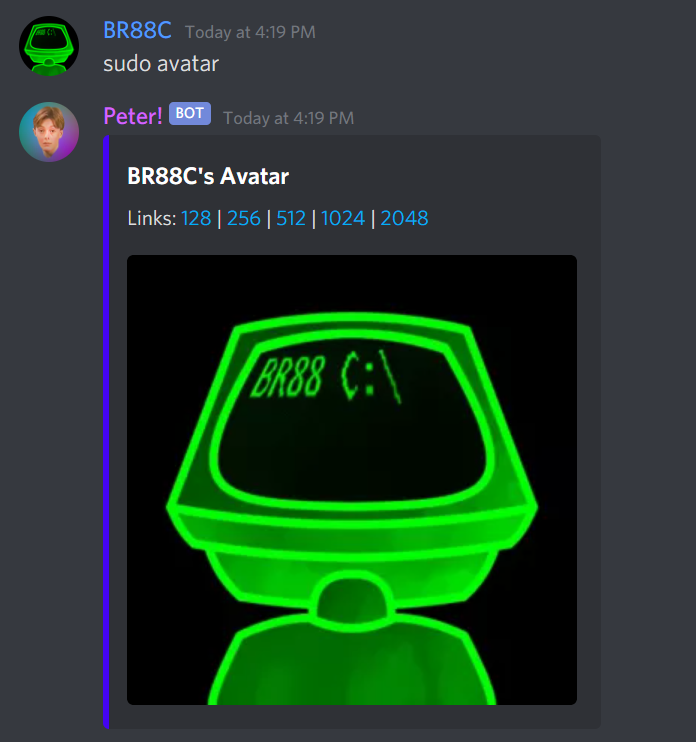 BR88C Today at 4:19 PM
sudo avatar
Peter! BOT Today at 4:19 PM
BR88C's Avatar
Links: 128 | 256 | 512 | 1024 | 2048
BR88 C:\